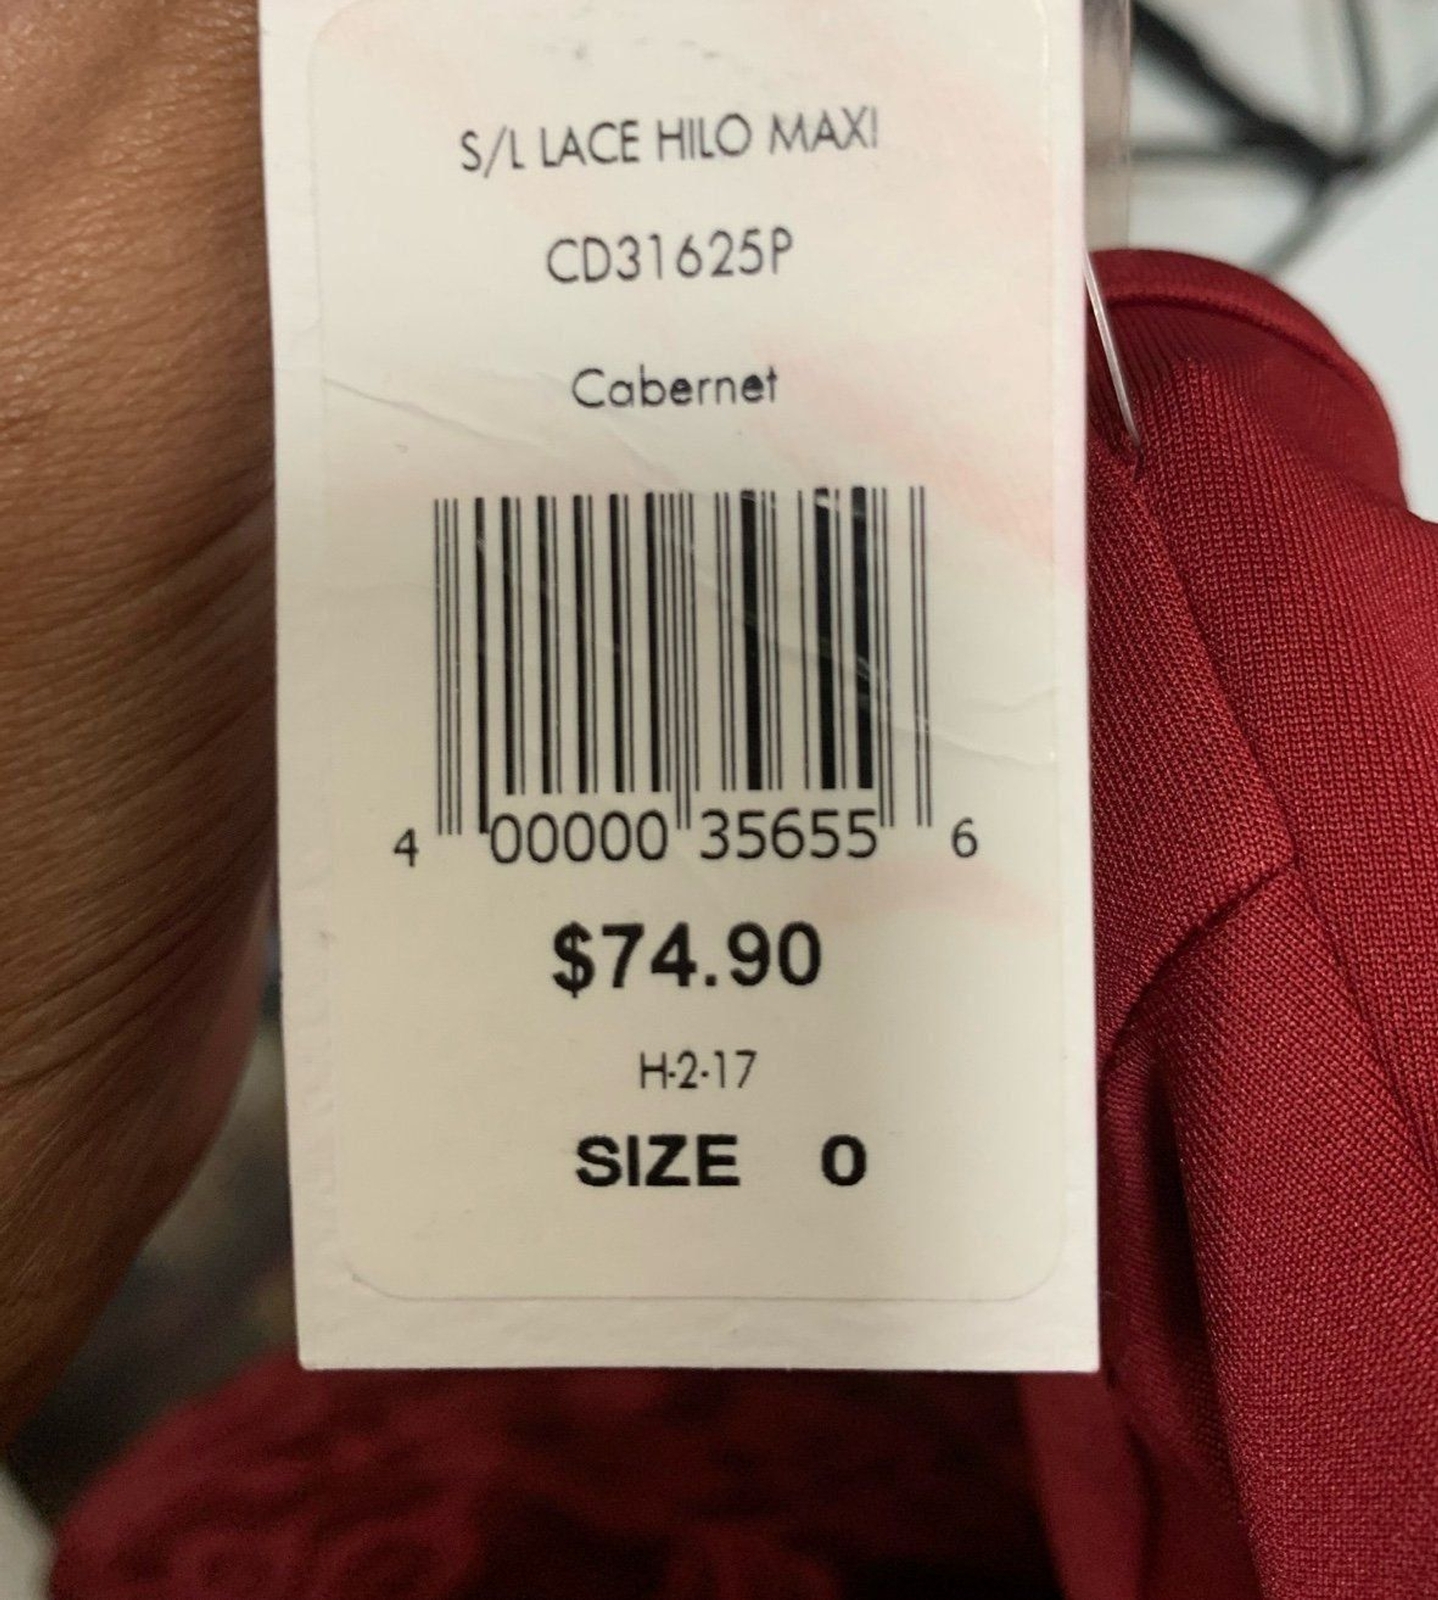 S/L LACE HILO MAXI
CD31625P
Cabernet
4 00000 35655 6
$74.90
H-2-17
SIZE 0